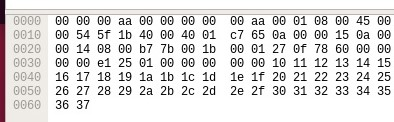 0000 00 00 00 aa 00 00 00 00 00 aa 00 01 08 00 45 00
0010 00 54 5f 1b 40 00 40 01 c7 65 0a 00 00 15 0a 00
0020 00 14 08 00 b7 7b 00 1b 00 01 27 0f 78 60 00 00
0030 00 00 e1 25 01 00 00 00 00 00 10 11 12 13 14 15
0040 16 17 18 19 1a 1b 1c 1d 1e 1f 20 21 22 23 24 25
0050 26 27 28 29 2a 2b 2c 2d 2e 2f 30 31 32 33 34 35
0060 36 37